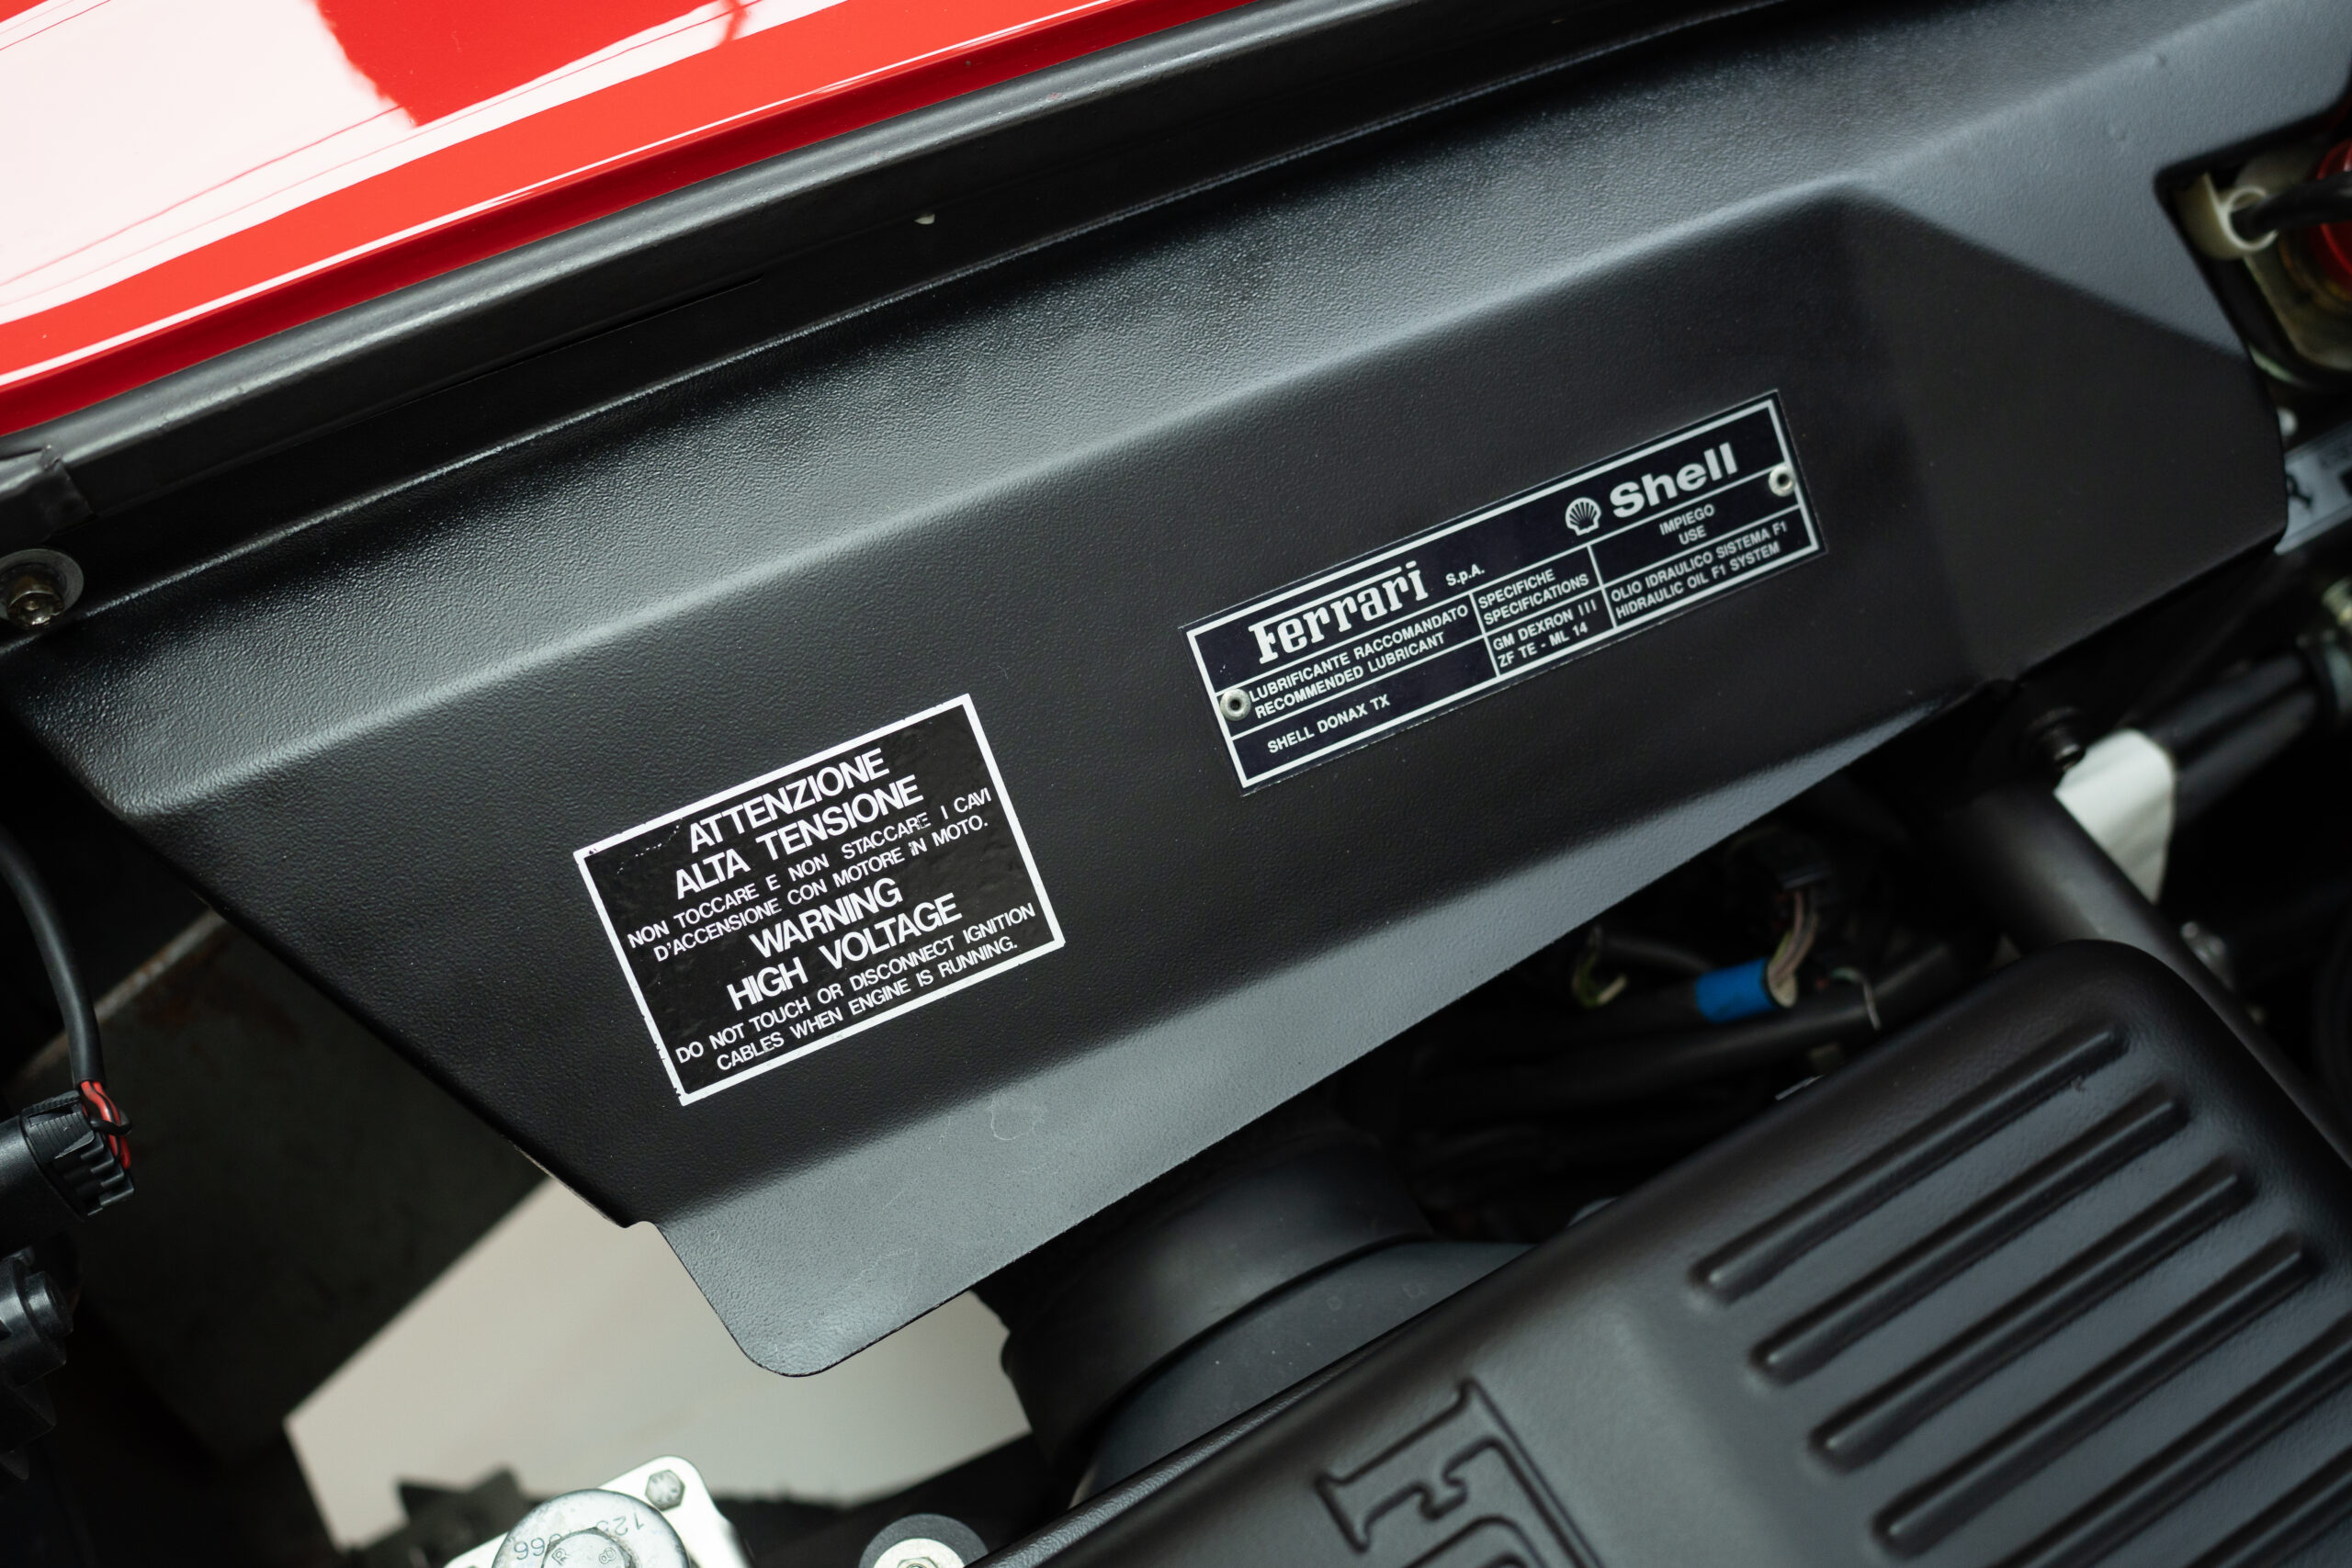 Shell
Ferrari S.p.A.
LUBRIFICANTE RACCOMANDATO
RECOMMENDED LUBRICANT
SPECIFICHE
SPECIFICATIONS
IMPIEGO
USE
SHELL DONAX TX
GM DEXRON III
ZF TE - ML 14
OLIO IDRAULICO SISTEMA F1
HIDRAULIC OIL F1 SYSTEM
ATTENZIONE
ALTA TENSIONE
NON TOCCARE E NON STACCARE I CAVI
D'ACCENSIONE CON MOTORE IN MOTO.
WARNING
HIGH VOLTAGE
DO NOT TOUCH OR DISCONNECT IGNITION
CABLES WHEN ENGINE IS RUNNING.